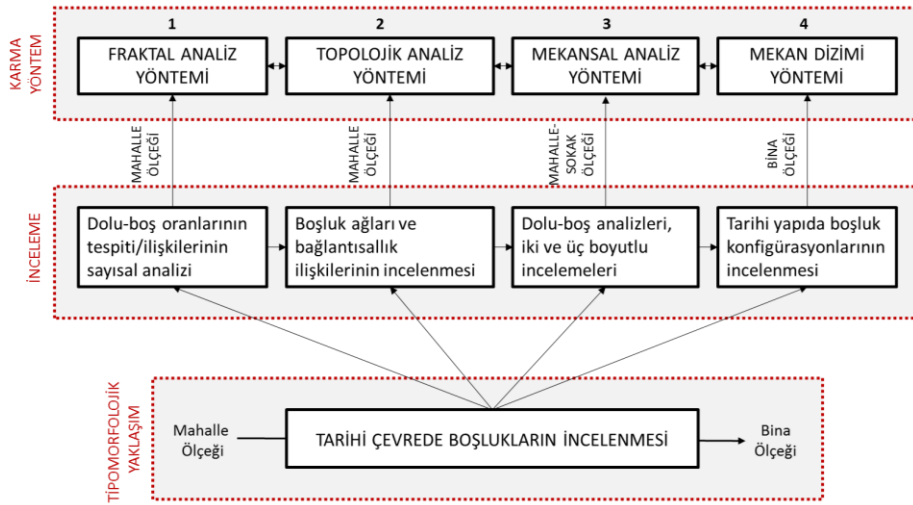 KARMA
YÖNTEM
1
2
3
4
FRAKTAL ANALİZ
YÖNTEMİ
TOPOLOJİK ANALİZ
YÖNTEMİ
MEKANSAL ANALİZ
YÖNTEMİ
MEKAN DİZİMİ
YÖNTEMİ
MAHALLE
ÖLÇEĞİ
MAHALLE
ÖLÇEĞİ
MAHALLE-
SOKAK
ÖLÇEĞİ
BİNA
ÖLÇEĞİ
İNCELEME
Dolu-boş oranlarının
tespiti/ilişkilerinin
sayısal analizi
Boşluk ağları ve
bağlantısallık
ilişkilerinin incelenmesi
Dolu-boş analizleri,
iki ve üç boyutlu
incelemeleri
Tarihi yapıda boşluk
konfigürasyonlarının
incelenmesi
TİPOMORFOLOJİK
YAKLAŞIM
Mahalle
Ölçeği
TARİHİ ÇEVREDE BOŞLUKLARIN İNCELENMESİ
Bina
Ölçeği